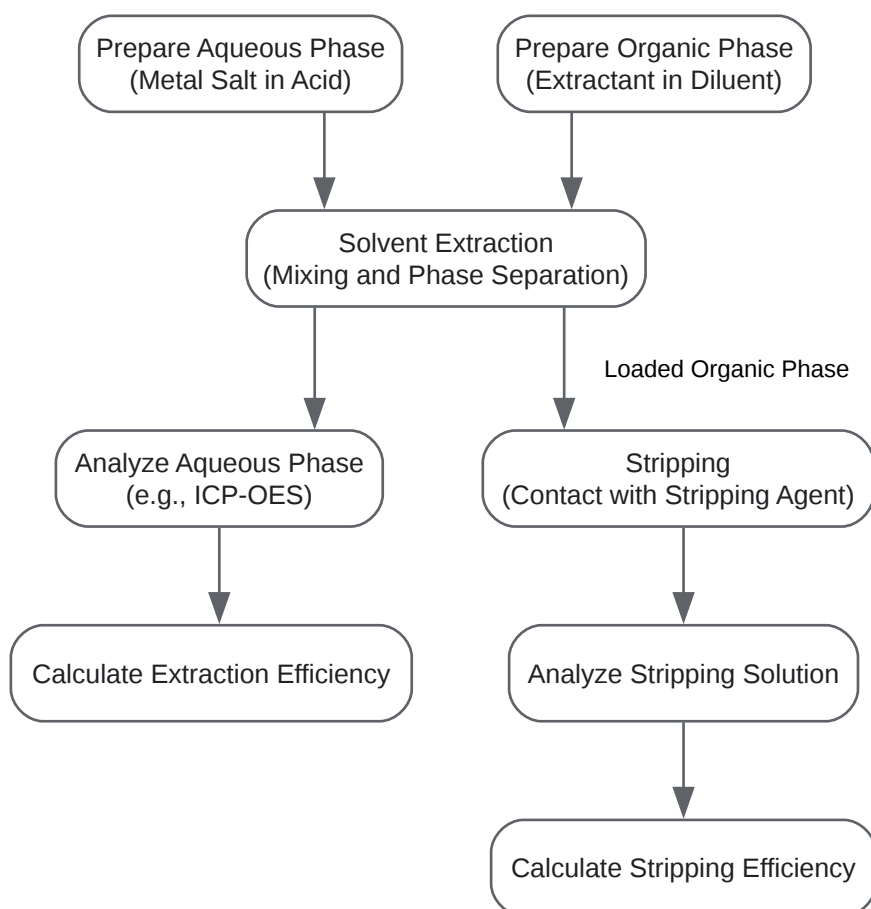 Prepare Aqueous Phase
(Metal Salt in Acid)
Prepare Organic Phase
(Extractant in Diluent)
Solvent Extraction
(Mixing and Phase Separation)
Loaded Organic Phase
Analyze Aqueous Phase
(e.g., ICP-OES)
Stripping
(Contact with Stripping Agent)
Calculate Extraction Efficiency
Analyze Stripping Solution
Calculate Stripping Efficiency